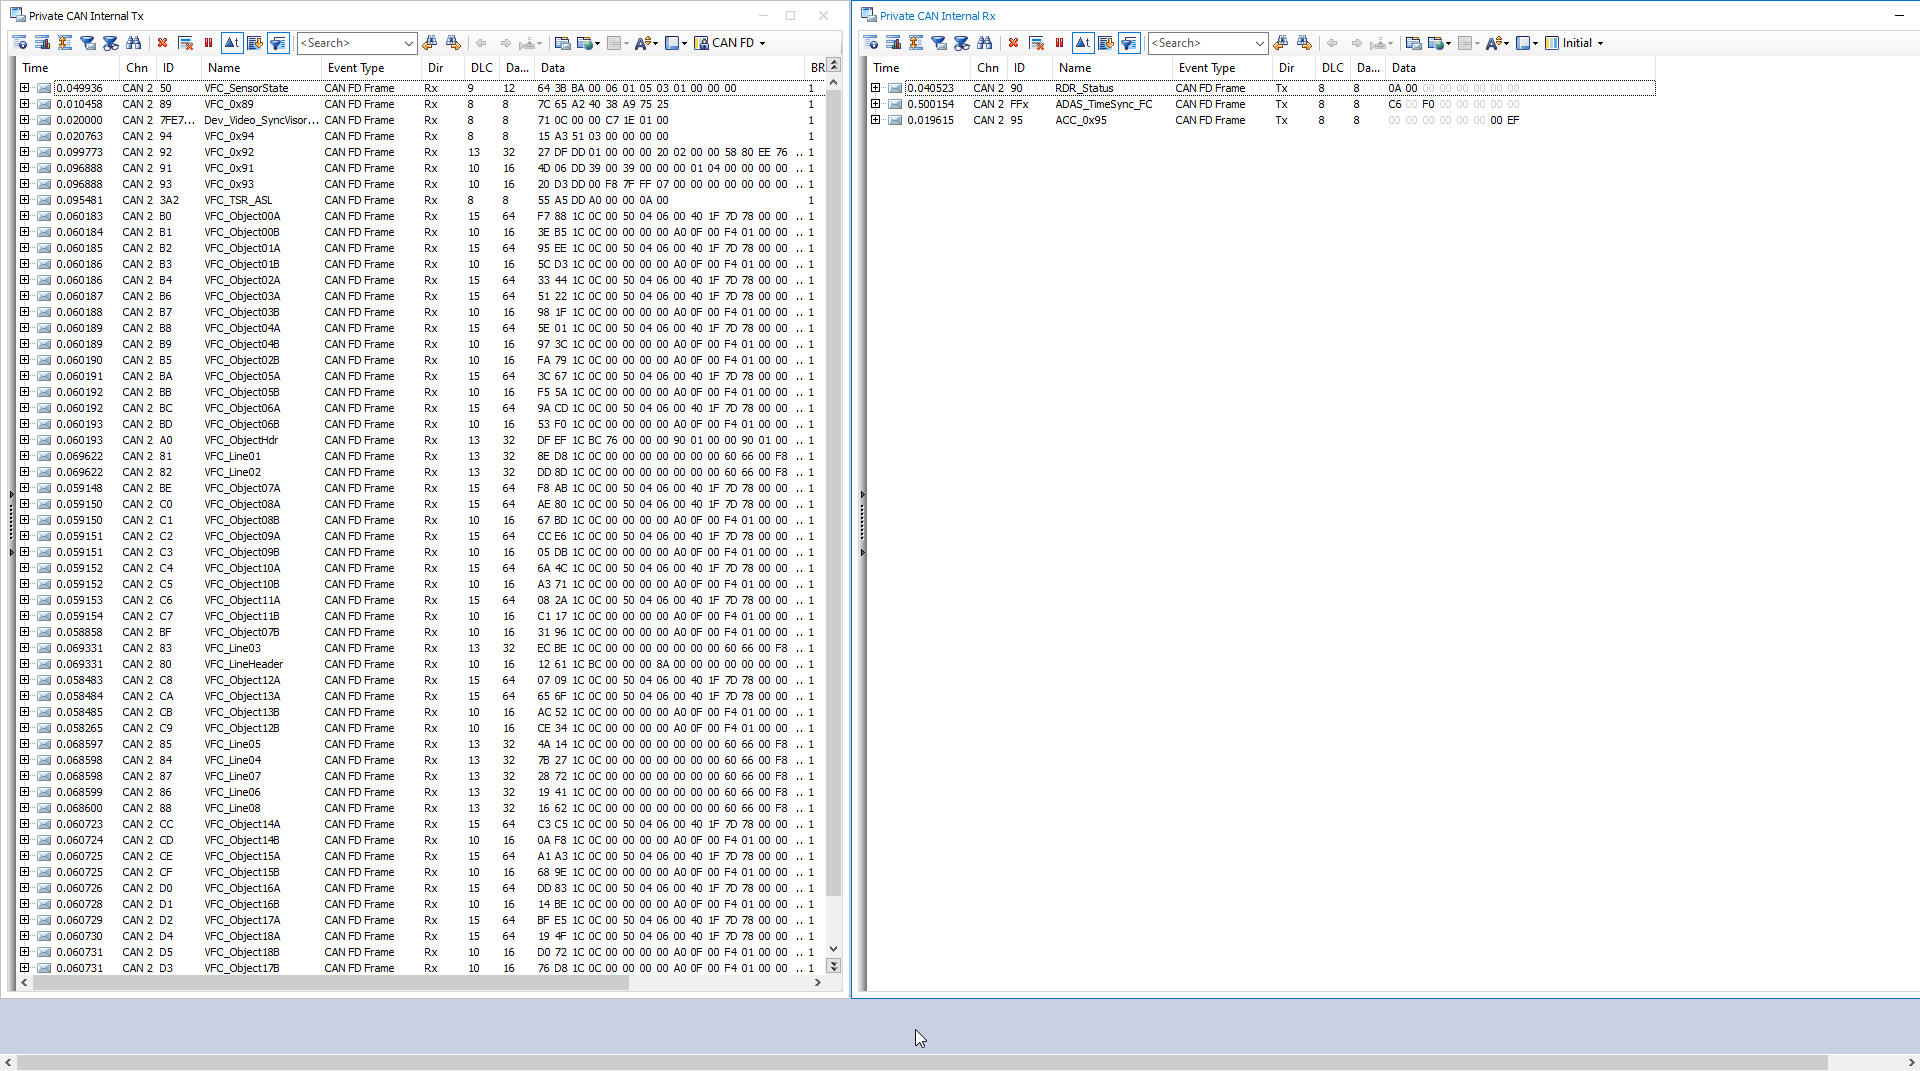 Private CAN Internal Tx
<Search> CAN FD
Time Chn ID Name Event Type Dir DLC Da... Data BR
0.049936 CAN 2 50 VFC_SensorState CAN FD Frame Rx 9 12 64 3B BA 00 06 01 05 03 01 00 00 00 1
0.010458 CAN 2 89 VFC_0x89 CAN FD Frame Rx 8 8 7C 65 A2 40 38 A9 75 25 1
0.020000 CAN 2 7FE7... Dev_Video_SyncVisor... CAN FD Frame Rx 8 8 71 0C 00 00 C7 1E 01 00 1
0.020763 CAN 2 94 VFC_0x94 CAN FD Frame Rx 8 8 15 A3 51 03 00 00 00 00 1
0.099773 CAN 2 92 VFC_0x92 CAN FD Frame Rx 13 32 27 DF DD 01 00 00 00 20 02 00 00 58 80 EE 76 ... 1
0.096888 CAN 2 91 VFC_0x91 CAN FD Frame Rx 10 16 4D 06 DD 39 00 39 00 00 00 01 04 00 00 00 00 ... 1
0.096888 CAN 2 93 VFC_0x93 CAN FD Frame Rx 10 16 20 D3 DD 00 F8 7F FF 07 00 00 00 00 00 00 00 ... 1
0.095481 CAN 2 3A2 VFC_TSR_ASL CAN FD Frame Rx 8 8 55 A5 DD A0 00 00 0A 00 1
0.060183 CAN 2 B0 VFC_Object00A CAN FD Frame Rx 15 64 F7 88 1C 0C 00 50 04 06 00 40 1F 7D 78 00 00 ... 1
0.060184 CAN 2 B1 VFC_Object00B CAN FD Frame Rx 10 16 3E B5 1C 0C 00 00 00 00 A0 0F 00 F4 01 00 00 ... 1
0.060185 CAN 2 B2 VFC_Object01A CAN FD Frame Rx 15 64 95 EE 1C 0C 00 50 04 06 00 40 1F 7D 78 00 00 ... 1
0.060186 CAN 2 B3 VFC_Object01B CAN FD Frame Rx 10 16 5C D3 1C 0C 00 00 00 00 A0 0F 00 F4 01 00 00 ... 1
0.060186 CAN 2 B4 VFC_Object02A CAN FD Frame Rx 15 64 33 44 1C 0C 00 50 04 06 00 40 1F 7D 78 00 00 ... 1
0.060187 CAN 2 B6 VFC_Object03A CAN FD Frame Rx 15 64 51 22 1C 0C 00 50 04 06 00 40 1F 7D 78 00 00 ... 1
0.060188 CAN 2 B7 VFC_Object03B CAN FD Frame Rx 10 16 98 1F 1C 0C 00 00 00 00 A0 0F 00 F4 01 00 00 ... 1
0.060189 CAN 2 B8 VFC_Object04A CAN FD Frame Rx 15 64 5E 01 1C 0C 00 50 04 06 00 40 1F 7D 78 00 00 ... 1
0.060189 CAN 2 B9 VFC_Object04B CAN FD Frame Rx 10 16 97 3C 1C 0C 00 00 00 00 A0 0F 00 F4 01 00 00 ... 1
0.060190 CAN 2 B5 VFC_Object02B CAN FD Frame Rx 10 16 FA 79 1C 0C 00 00 00 00 A0 0F 00 F4 01 00 00 ... 1
0.060191 CAN 2 BA VFC_Object05A CAN FD Frame Rx 15 64 3C 67 1C 0C 00 50 04 06 00 40 1F 7D 78 00 00 ... 1
0.060192 CAN 2 BB VFC_Object05B CAN FD Frame Rx 10 16 F5 5A 1C 0C 00 00 00 00 A0 0F 00 F4 01 00 00 ... 1
0.060192 CAN 2 BC VFC_Object06A CAN FD Frame Rx 15 64 9A CD 1C 0C 00 50 04 06 00 40 1F 7D 78 00 00 ... 1
0.060193 CAN 2 BD VFC_Object06B CAN FD Frame Rx 10 16 53 F0 1C 0C 00 00 00 00 A0 0F 00 F4 01 00 00 ... 1
0.060193 CAN 2 A0 VFC_ObjectHdr CAN FD Frame Rx 13 32 DF EF 1C BC 76 00 00 00 90 01 00 00 90 01 00 ... 1
0.069622 CAN 2 81 VFC_Line01 CAN FD Frame Rx 13 32 8E D8 1C 0C 00 00 00 00 00 00 00 60 66 00 F8 ... 1
0.069622 CAN 2 82 VFC_Line02 CAN FD Frame Rx 13 32 DD 8D 1C 0C 00 00 00 00 00 00 00 60 66 00 F8 ... 1
0.059148 CAN 2 BE VFC_Object07A CAN FD Frame Rx 15 64 F8 AB 1C 0C 00 50 04 06 00 40 1F 7D 78 00 00 ... 1
0.059150 CAN 2 C0 VFC_Object08A CAN FD Frame Rx 15 64 AE 80 1C 0C 00 50 04 06 00 40 1F 7D 78 00 00 ... 1
0.059150 CAN 2 C1 VFC_Object08B CAN FD Frame Rx 10 16 67 BD 1C 0C 00 00 00 00 A0 0F 00 F4 01 00 00 ... 1
0.059151 CAN 2 C2 VFC_Object09A CAN FD Frame Rx 15 64 CC E6 1C 0C 00 50 04 06 00 40 1F 7D 78 00 00 ... 1
0.059151 CAN 2 C3 VFC_Object09B CAN FD Frame Rx 10 16 05 DB 1C 0C 00 00 00 00 A0 0F 00 F4 01 00 00 ... 1
0.059152 CAN 2 C4 VFC_Object10A CAN FD Frame Rx 15 64 6A 4C 1C 0C 00 50 04 06 00 40 1F 7D 78 00 00 ... 1
0.059152 CAN 2 C5 VFC_Object10B CAN FD Frame Rx 10 16 A3 71 1C 0C 00 00 00 00 A0 0F 00 F4 01 00 00 ... 1
0.059153 CAN 2 C6 VFC_Object11A CAN FD Frame Rx 15 64 08 2A 1C 0C 00 50 04 06 00 40 1F 7D 78 00 00 ... 1
0.059154 CAN 2 C7 VFC_Object11B CAN FD Frame Rx 10 16 C1 17 1C 0C 00 00 00 00 A0 0F 00 F4 01 00 00 ... 1
0.058858 CAN 2 BF VFC_Object07B CAN FD Frame Rx 10 16 31 96 1C 0C 00 00 00 00 A0 0F 00 F4 01 00 00 ... 1
0.069331 CAN 2 83 VFC_Line03 CAN FD Frame Rx 13 32 EC BE 1C 0C 00 00 00 00 00 00 00 60 66 00 F8 ... 1
0.069331 CAN 2 80 VFC_LineHeader CAN FD Frame Rx 10 16 12 61 1C BC 00 00 00 8A 00 00 00 00 00 00 00 ... 1
0.058483 CAN 2 C8 VFC_Object12A CAN FD Frame Rx 15 64 07 09 1C 0C 00 50 04 06 00 40 1F 7D 78 00 00 ... 1
0.058484 CAN 2 CA VFC_Object13A CAN FD Frame Rx 15 64 65 6F 1C 0C 00 50 04 06 00 40 1F 7D 78 00 00 ... 1
0.058485 CAN 2 CB VFC_Object13B CAN FD Frame Rx 10 16 AC 52 1C 0C 00 00 00 00 A0 0F 00 F4 01 00 00 ... 1
0.058265 CAN 2 C9 VFC_Object12B CAN FD Frame Rx 10 16 CE 34 1C 0C 00 00 00 00 A0 0F 00 F4 01 00 00 ... 1
0.068597 CAN 2 85 VFC_Line05 CAN FD Frame Rx 13 32 4A 14 1C 0C 00 00 00 00 00 00 00 60 66 00 F8 ... 1
0.068598 CAN 2 84 VFC_Line04 CAN FD Frame Rx 13 32 7B 27 1C 0C 00 00 00 00 00 00 00 60 66 00 F8 ... 1
0.068598 CAN 2 87 VFC_Line07 CAN FD Frame Rx 13 32 28 72 1C 0C 00 00 00 00 00 00 00 60 66 00 F8 ... 1
0.068599 CAN 2 86 VFC_Line06 CAN FD Frame Rx 13 32 19 41 1C 0C 00 00 00 00 00 00 00 60 66 00 F8 ... 1
0.068600 CAN 2 88 VFC_Line08 CAN FD Frame Rx 13 32 16 62 1C 0C 00 00 00 00 00 00 00 60 66 00 F8 ... 1
0.060723 CAN 2 CC VFC_Object14A CAN FD Frame Rx 15 64 C3 C5 1C 0C 00 50 04 06 00 40 1F 7D 78 00 00 ... 1
0.060724 CAN 2 CD VFC_Object14B CAN FD Frame Rx 10 16 0A F8 1C 0C 00 00 00 00 A0 0F 00 F4 01 00 00 ... 1
0.060725 CAN 2 CE VFC_Object15A CAN FD Frame Rx 15 64 A1 A3 1C 0C 00 50 04 06 00 40 1F 7D 78 00 00 ... 1
0.060725 CAN 2 CF VFC_Object15B CAN FD Frame Rx 10 16 68 9E 1C 0C 00 00 00 00 A0 0F 00 F4 01 00 00 ... 1
0.060726 CAN 2 D0 VFC_Object16A CAN FD Frame Rx 15 64 DD 83 1C 0C 00 50 04 06 00 40 1F 7D 78 00 00 ... 1
0.060728 CAN 2 D1 VFC_Object16B CAN FD Frame Rx 10 16 14 BE 1C 0C 00 00 00 00 A0 0F 00 F4 01 00 00 ... 1
0.060729 CAN 2 D2 VFC_Object17A CAN FD Frame Rx 15 64 BF E5 1C 0C 00 50 04 06 00 40 1F 7D 78 00 00 ... 1
0.060730 CAN 2 D4 VFC_Object18A CAN FD Frame Rx 15 64 19 4F 1C 0C 00 50 04 06 00 40 1F 7D 78 00 00 ... 1
0.060731 CAN 2 D5 VFC_Object18B CAN FD Frame Rx 10 16 D0 72 1C 0C 00 00 00 00 A0 0F 00 F4 01 00 00 ... 1
0.060731 CAN 2 D3 VFC_Object17B CAN FD Frame Rx 10 16 76 D8 1C 0C 00 00 00 00 A0 0F 00 F4 01 00 00 ... 1
Private CAN Internal Rx
<Search> Initial
Time Chn ID Name Event Type Dir DLC Da... Data
0.040523 CAN 2 90 RDR_Status CAN FD Frame Tx 8 8 0A 00 00 00 00 00 00 00
0.500154 CAN 2 FFx ADAS_TimeSync_FC CAN FD Frame Tx 8 8 C6 00 F0 00 00 00 00 00
0.019615 CAN 2 95 ACC_0x95 CAN FD Frame Tx 8 8 00 00 00 00 00 00 00 EF